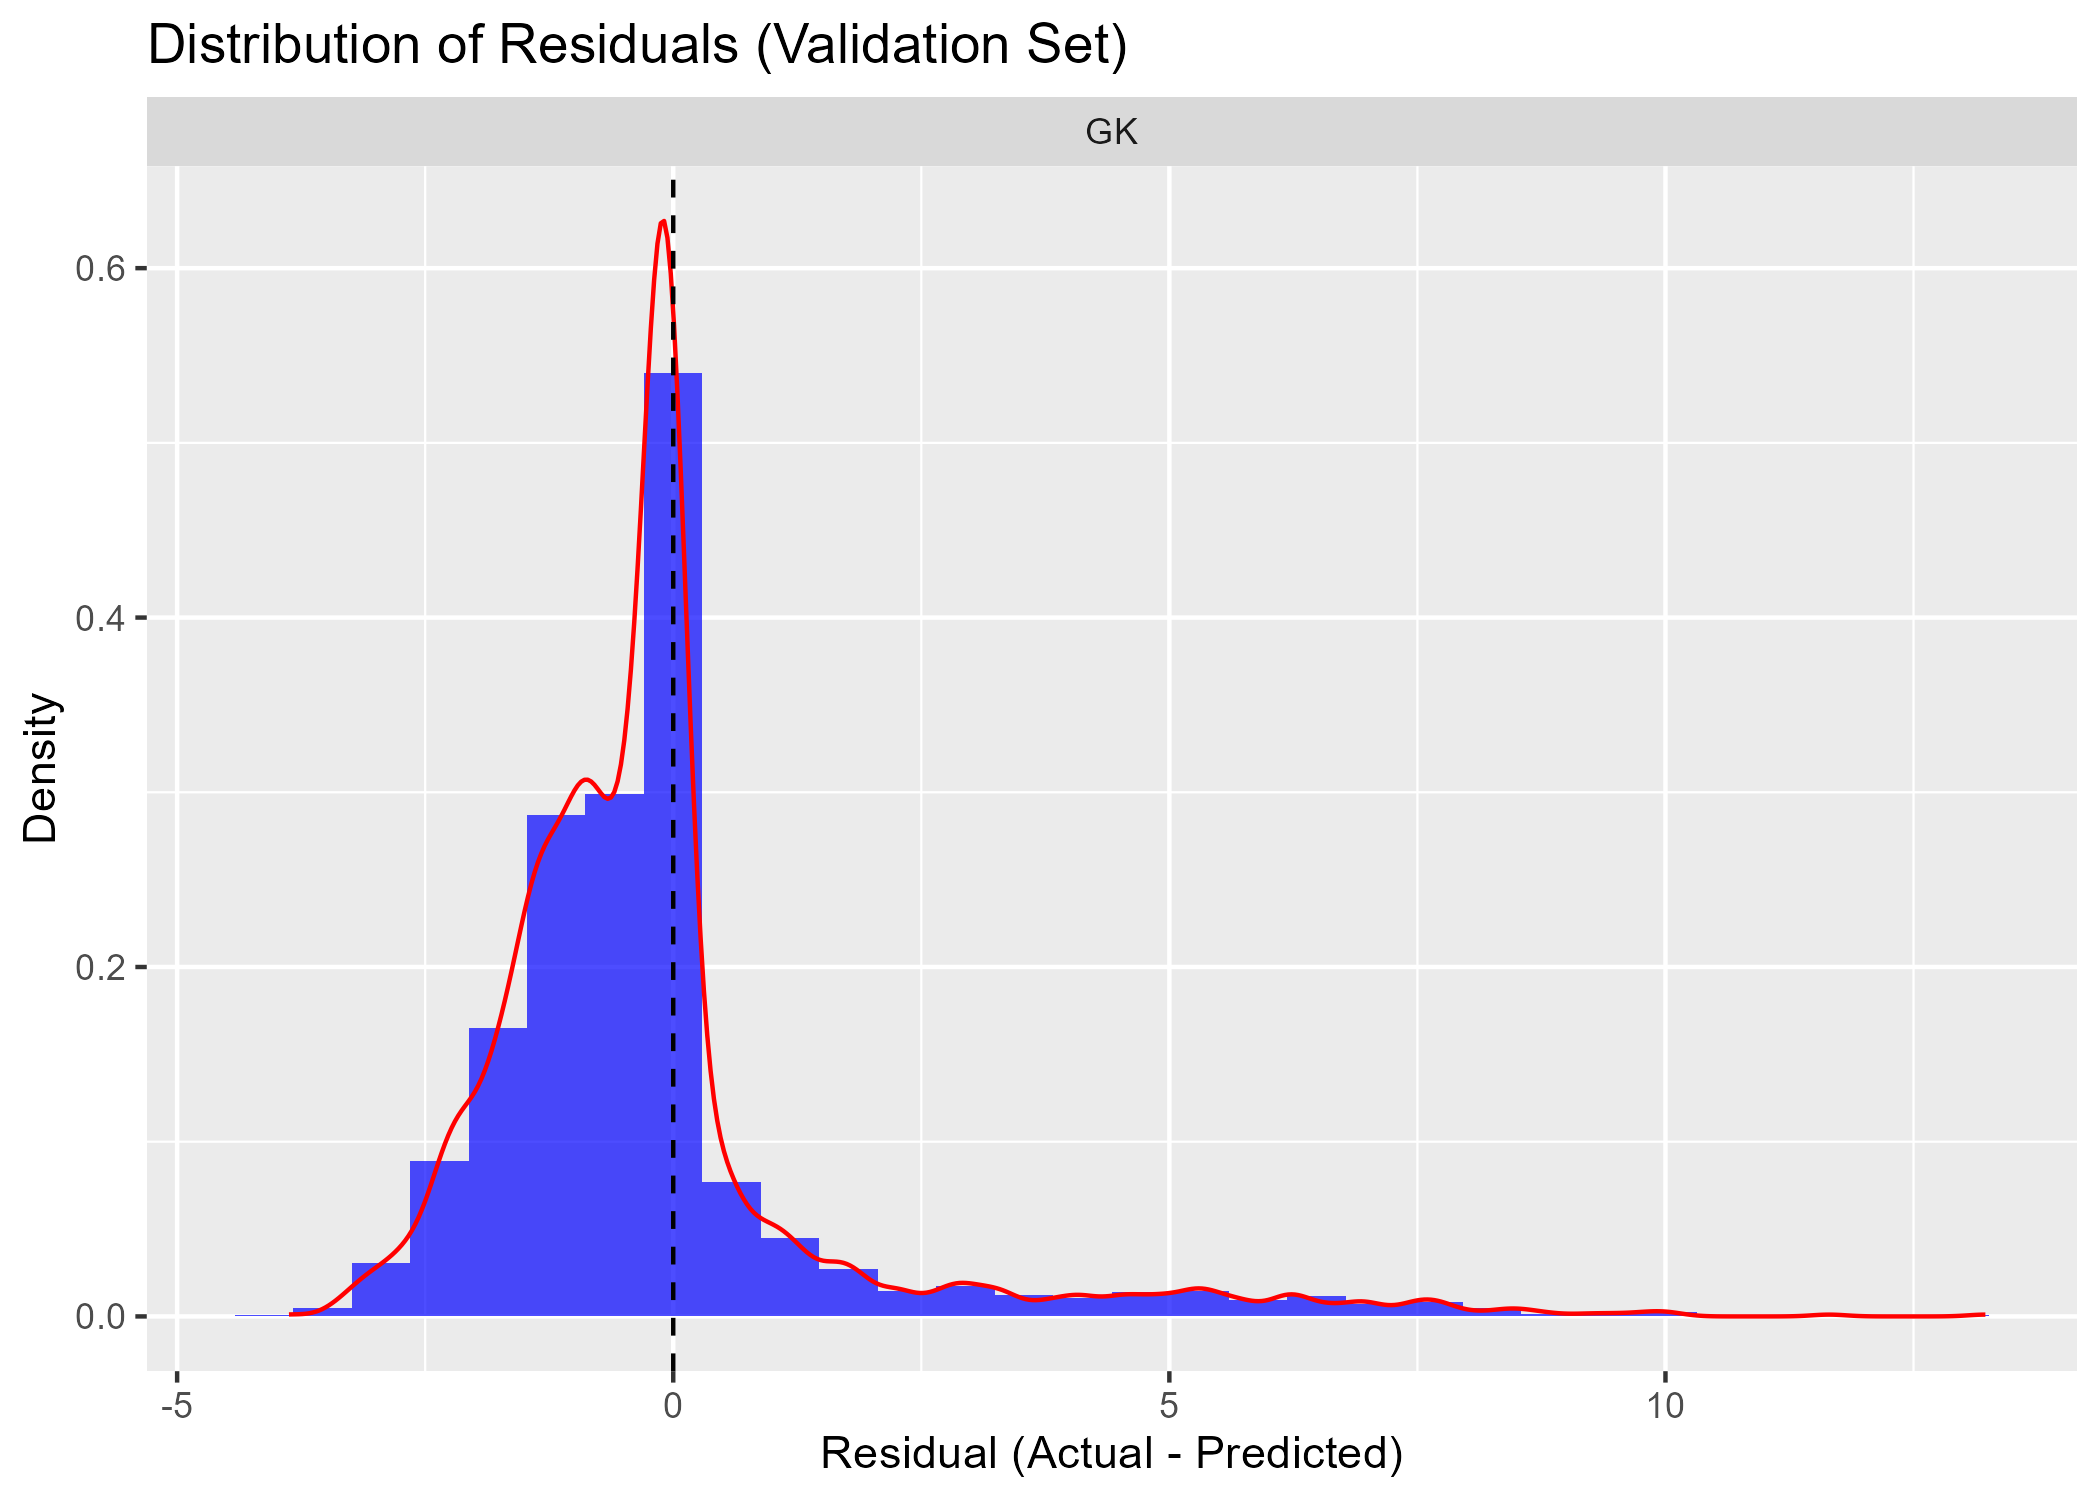 Distribution of Residuals (Validation Set)
GK
0.6
0.4
0.2
0.0
Density
-5 0 5 10
Residual (Actual - Predicted)